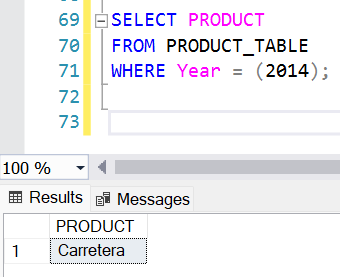 69 SELECT PRODUCT
70 FROM PRODUCT_TABLE
71 WHERE Year = (2014);
72
73
100 %
Results Messages
PRODUCT
1 Carretera